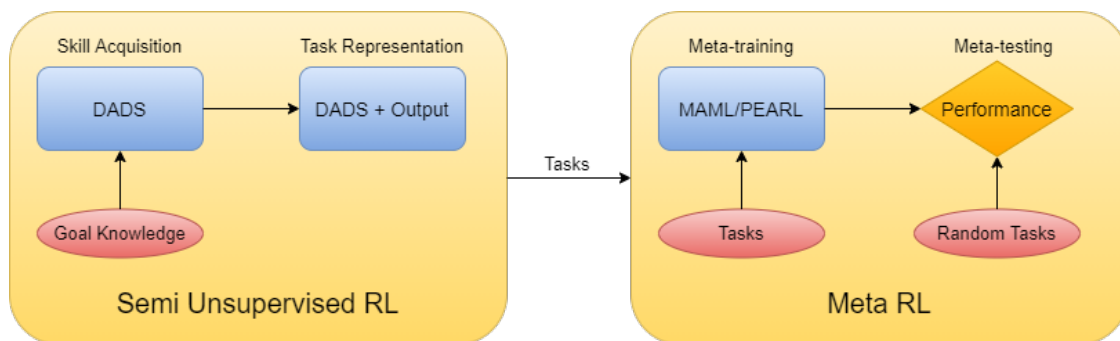 Skill Acquisition
Task Representation
DADS
DADS + Output
Goal Knowledge
Semi Unsupervised RL
Tasks
Meta-training
Meta-testing
MAML/PEARL
Performance
Tasks
Random Tasks
Meta RL